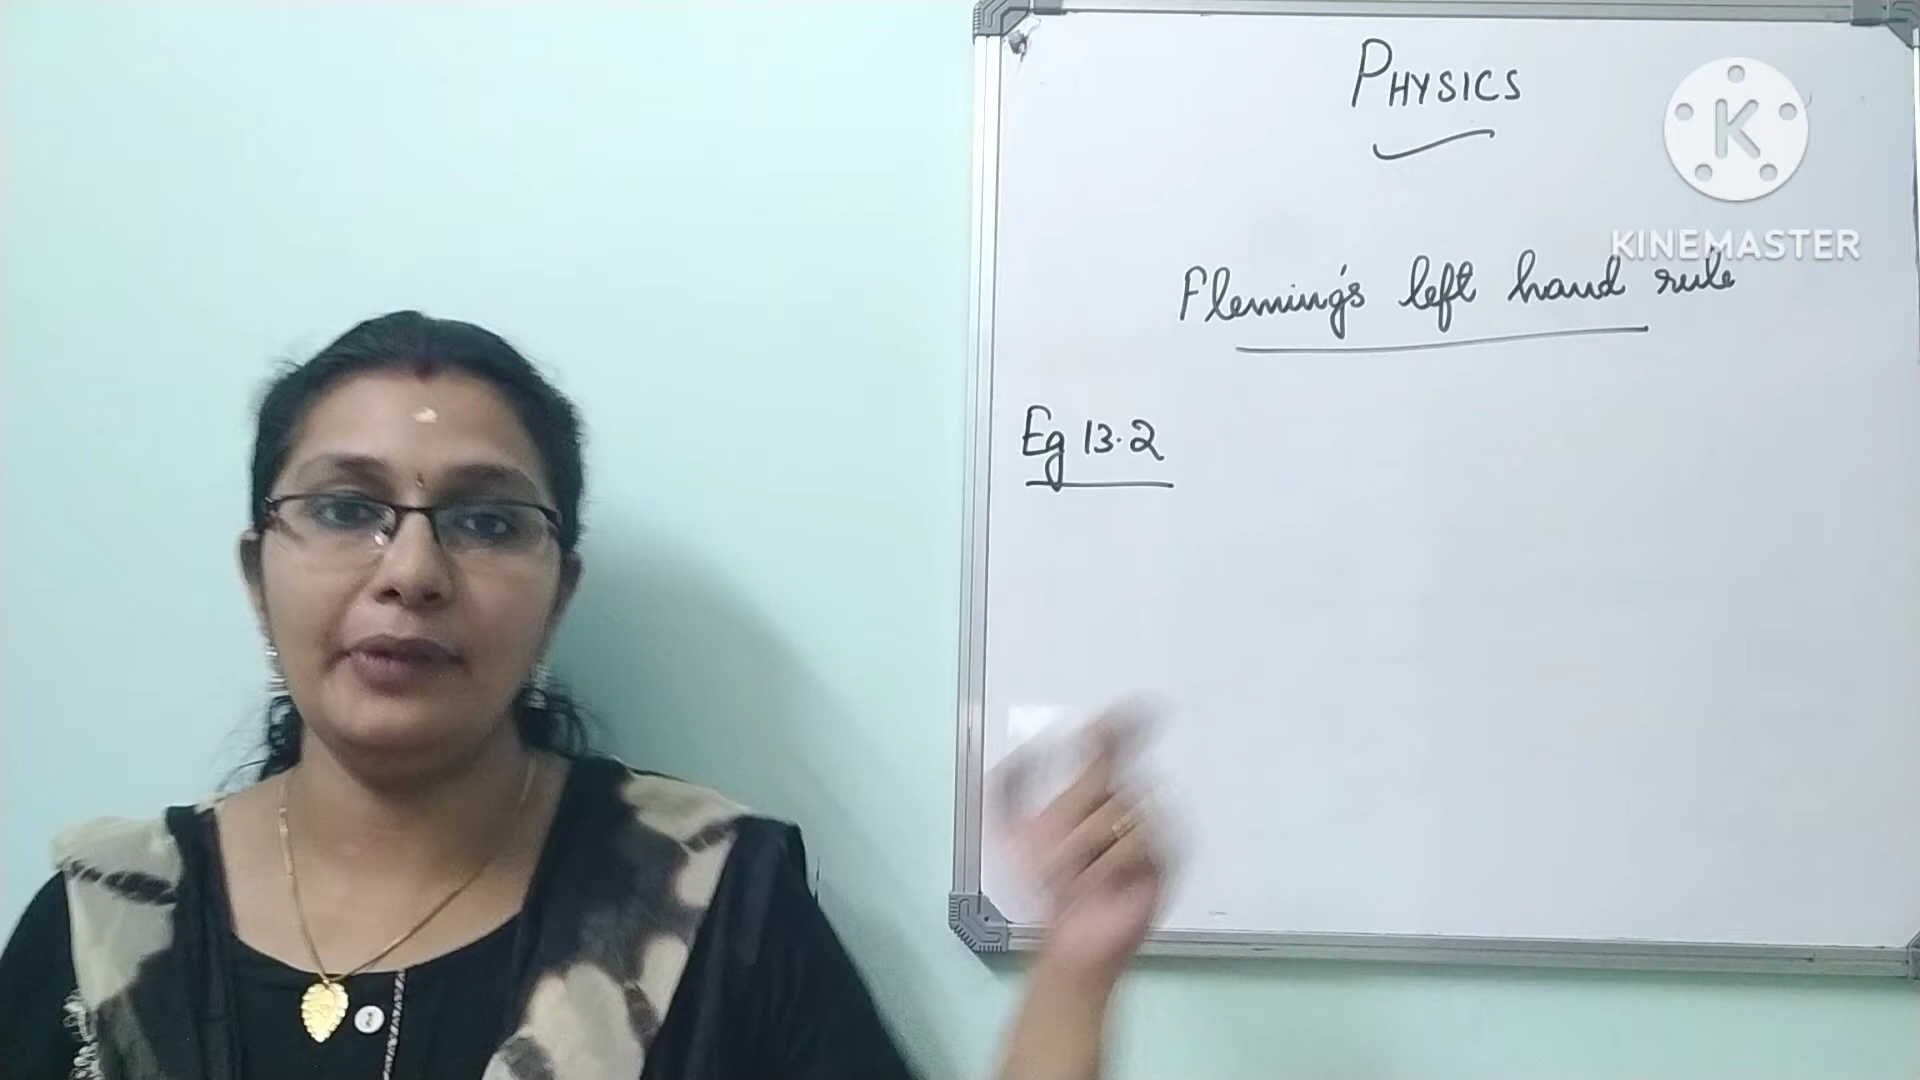 PHYSICS
K
KINEMASTER
Fleming's left hand rule
Eg 13.2